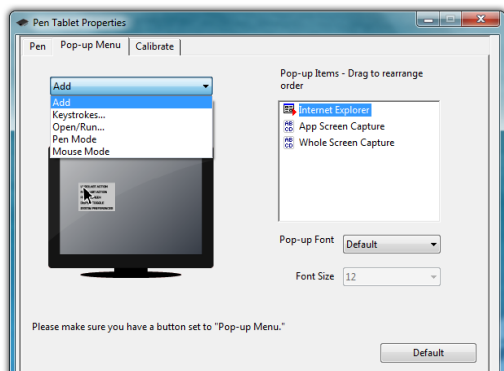 Pen Tablet Properties
Pen
Pop-up Menu
Calibrate
Add
Add
Keystrokes...
Open/Run...
Pen Mode
Mouse Mode
Pop-up Items - Drag to rearrange
order
Internet Explorer
App Screen Capture
Whole Screen Capture
Pop-up Font
Default
Font Size
12
Please make sure you have a button set to "Pop-up Menu."
Default